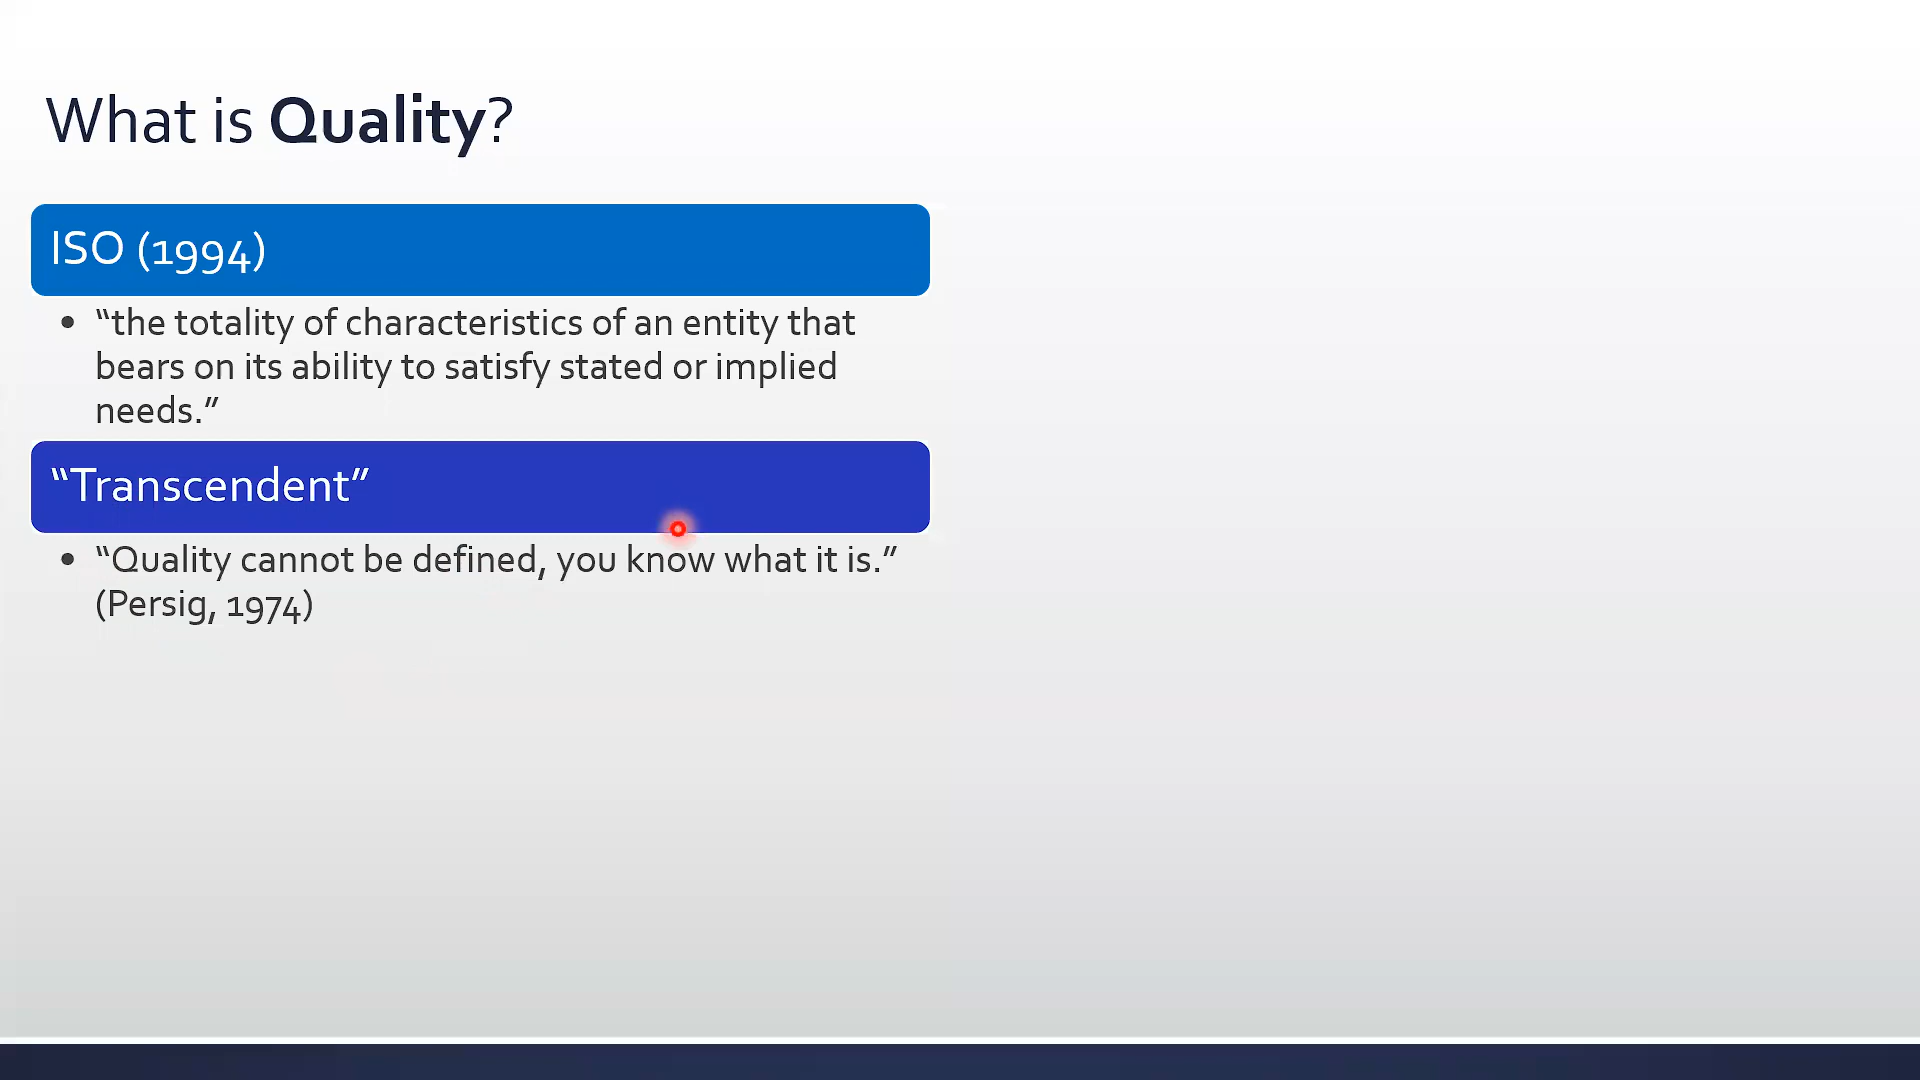 What is Quality?
ISO (1994)
• “the totality of characteristics of an entity that
bears on its ability to satisfy stated or implied
needs.”
“Transcendent”
• “Quality cannot be defined, you know what it is.”
(Persig, 1974)